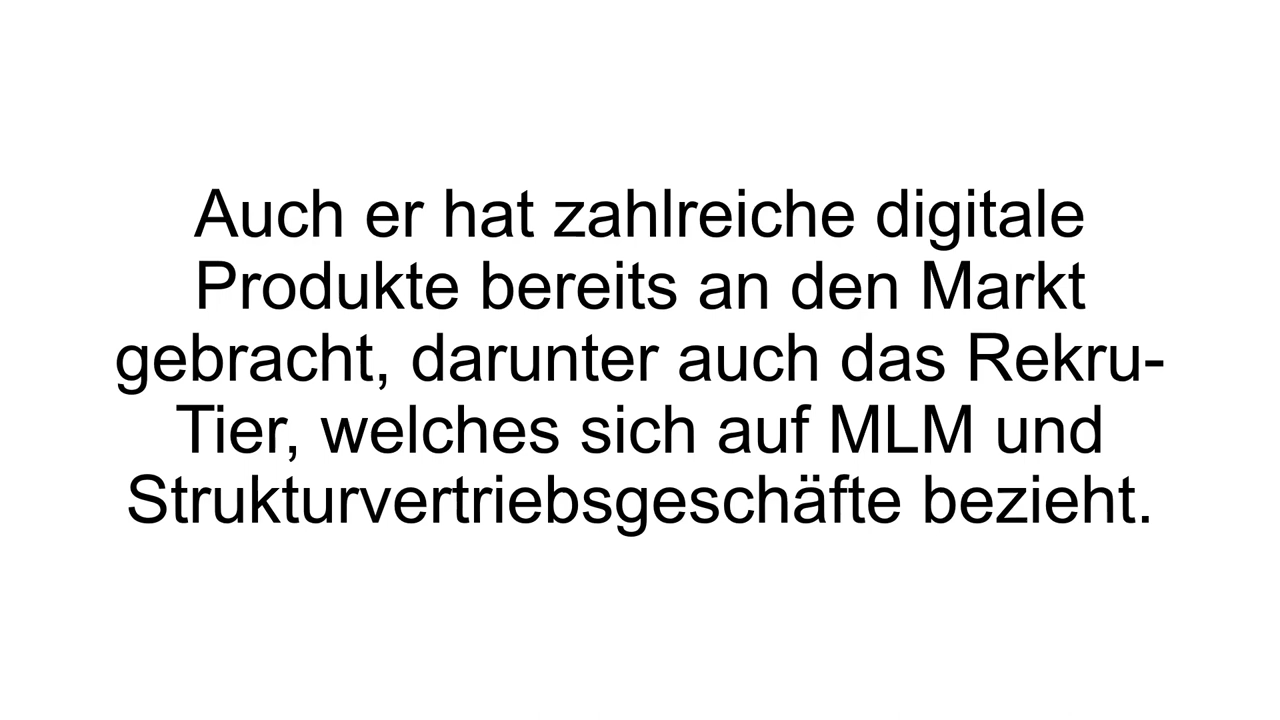 Auch er hat zahlreiche digitale
Produkte bereits an den Markt
gebracht, darunter auch das Rekru-
Tier, welches sich auf MLM und
Strukturvertriebsgeschäfte bezieht.